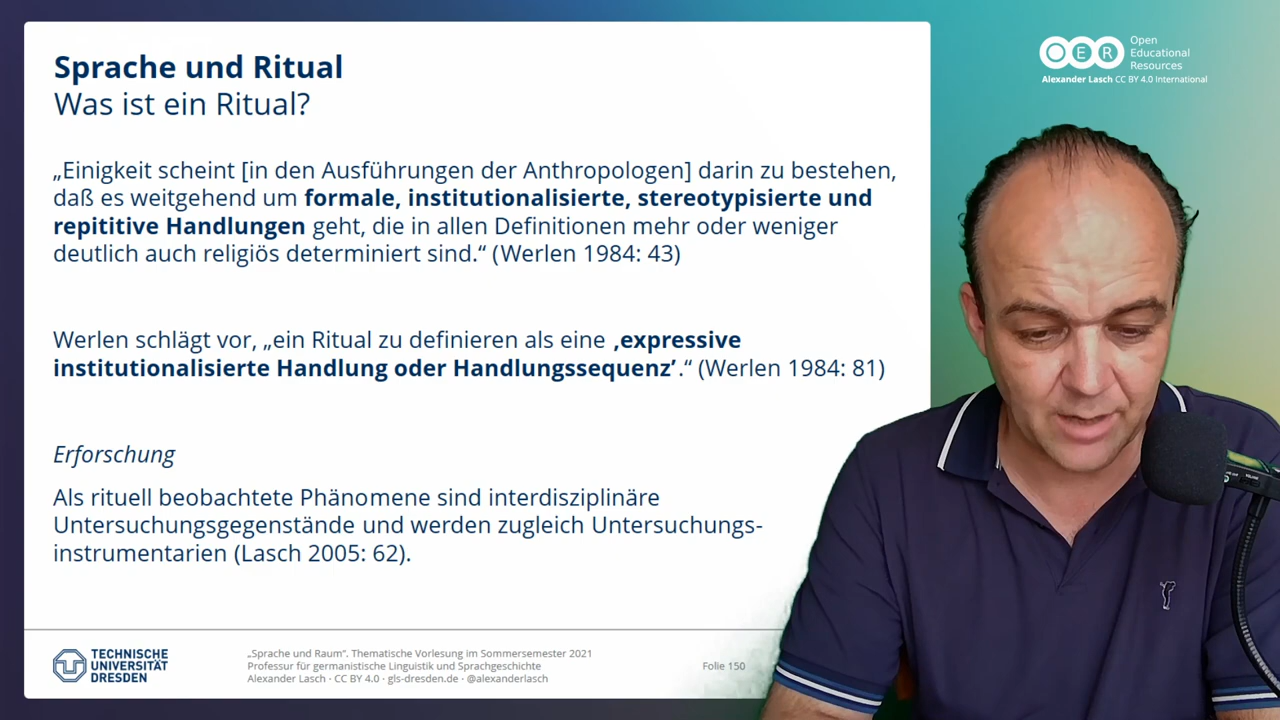 Sprache und Ritual
Was ist ein Ritual?
„Einigkeit scheint [in den Ausführungen der Anthropologen] darin zu bestehen,
daß es weitgehend um formale, institutionalisierte, stereotypisierte und
repititive Handlungen geht, die in allen Definitionen mehr oder weniger
deutlich auch religiös determiniert sind.“ (Werlen 1984: 43)
Werlen schlägt vor, „ein Ritual zu definieren als eine ‚expressive
institutionalisierte Handlung oder Handlungssequenz’.“ (Werlen 1984: 81)
Erforschung
Als rituell beobachtete Phänomene sind interdisziplinäre
Untersuchungsgegenstände und werden zugleich Untersuchungs-
instrumentarien (Lasch 2005: 62).
TECHNISCHE
UNIVERSITÄT
DRESDEN
„Sprache und Raum“. Thematische Vorlesung im Sommersemester 2021
Professur für germanistische Linguistik und Sprachgeschichte
Alexander Lasch · CC BY 4.0 · gls-dresden.de · @alexanderlasch
Folie 150
OER
Open
Educational
Resources
Alexander Lasch CC BY 4.0 International